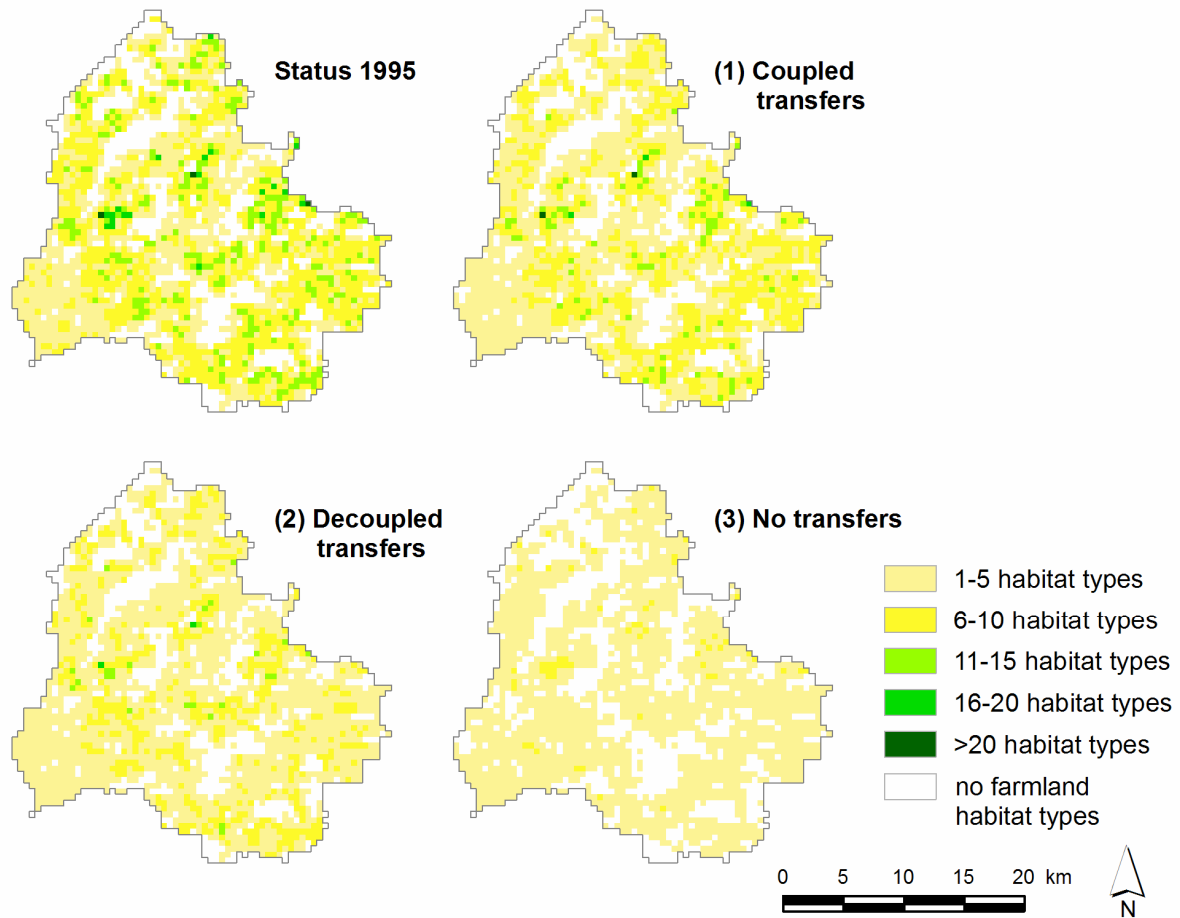 Status 1995
(1) Coupled
transfers
(2) Decoupled
transfers
(3) No transfers
1-5 habitat types
6-10 habitat types
11-15 habitat types
16-20 habitat types
>20 habitat types
no farmland
habitat types
0 5 10 15 20 km
N